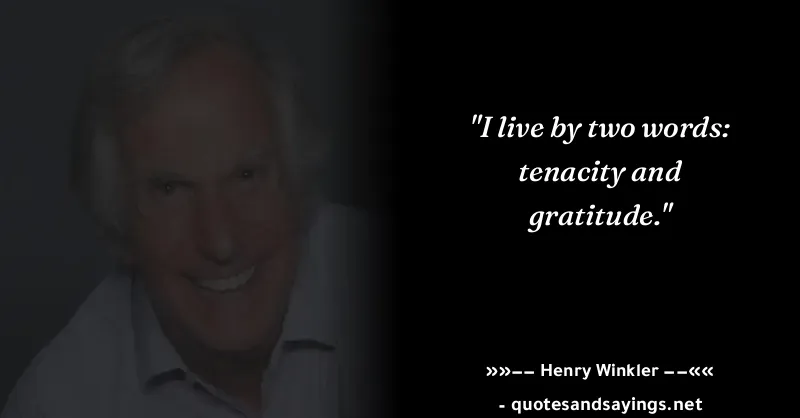 "I live by two words:
tenacity and
gratitude."
»»−− Henry Winkler −−««
- quotesandsayings.net